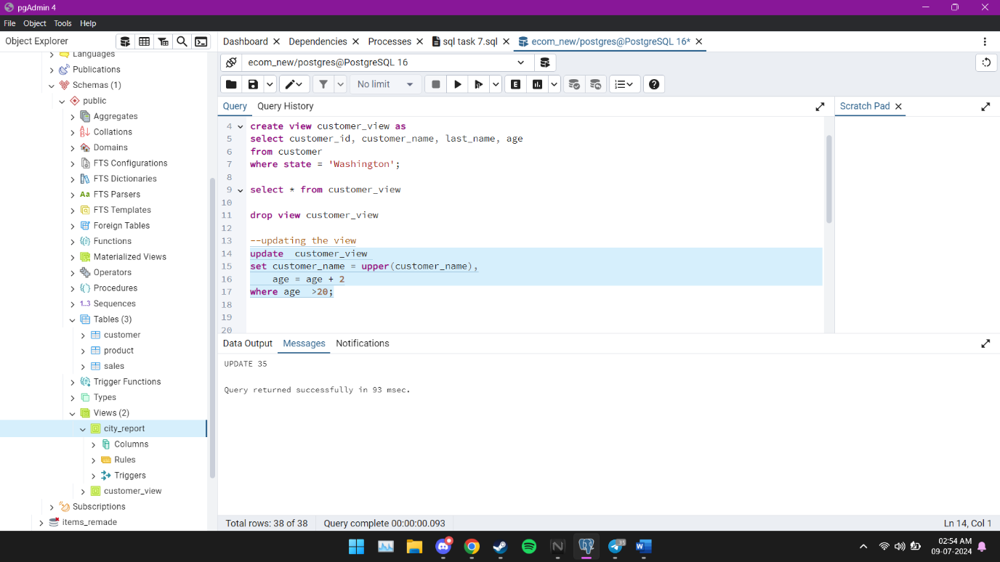 pgAdmin 4
File Object Tools Help
Object Explorer
Dashboard Dependencies Processes sql task 7.sql ecom_new/postgres@PostgreSQL 16*
ecom_new/postgres@PostgreSQL 16
No limit
E
Query Query History
Scratch Pad
Languages
Publications
Schemas (1)
public
Aggregates
Collations
Domains
FTS Configurations
FTS Dictionaries
Aa FTS Parsers
FTS Templates
Foreign Tables
Functions
Materialized Views
Operators
Procedures
1..3 Sequences
Tables (3)
customer
product
sales
Trigger Functions
Types
Views (2)
city_report
Columns
Rules
Triggers
customer_view
Subscriptions
items_remade
4 create view customer_view as
5 select customer_id, customer_name, last_name, age
6 from customer
7 where state = 'Washington';
8
9 select * from customer_view
10
11 drop view customer_view
12
13 --updating the view
14 update  customer_view
15 set customer_name = upper(customer_name),
16     age = age + 2
17 where age  >20;
18
19
20
Data Output Messages Notifications
UPDATE 35
Query returned successfully in 93 msec.
Total rows: 38 of 38 Query complete 00:00:00.093 Ln 14, Col 1
35
02:54 AM
09-07-2024